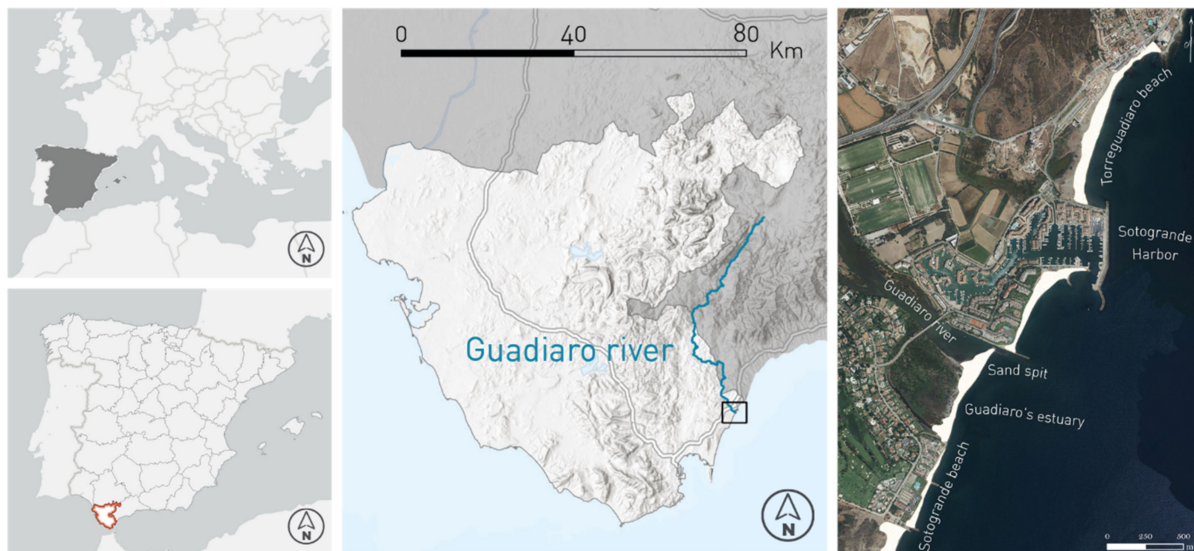 N
N
0 40 80 Km
Guadiaro river
N
Torreguadiaro beach
Sotogrande
Harbor
Guadiaro river
Sand spit
Guadiaro's estuary
Sotogrande beach
0 250 500
m